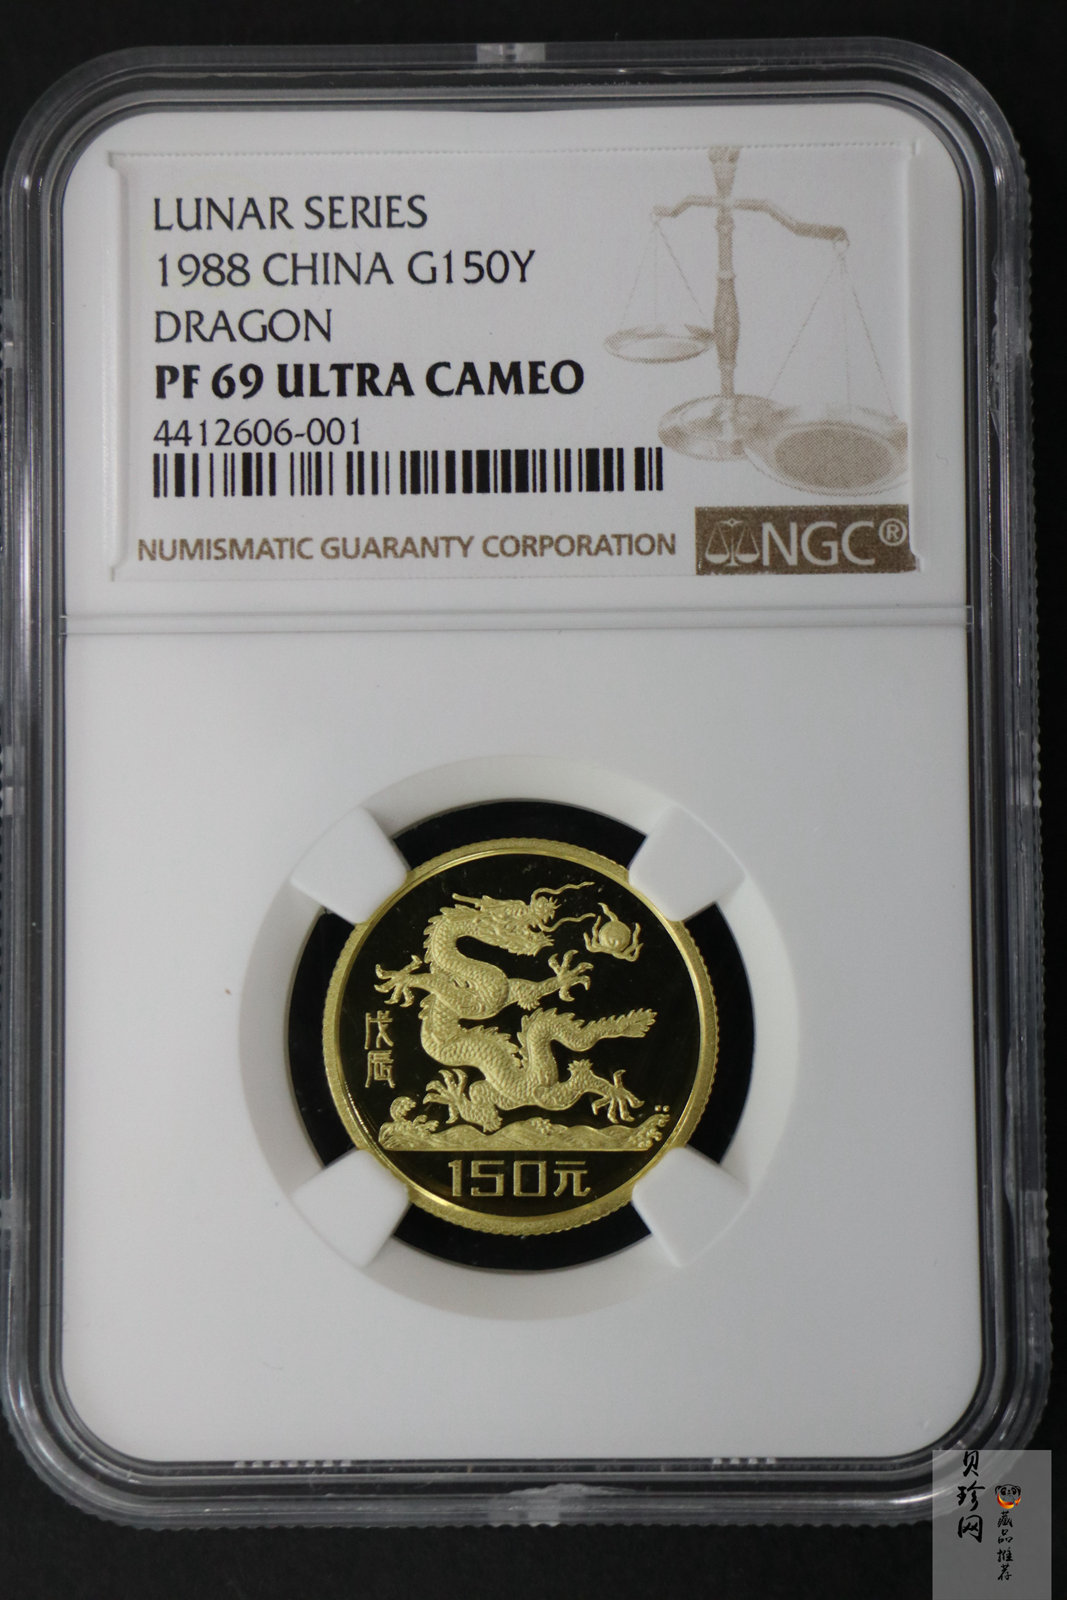 LUNAR SERIES
1988 CHINA G150Y
DRAGON
PF 69 ULTRA CAMEO
4412606-001
NUMISMATIC GUARANTY CORPORATION
NGC®
戊辰
150元
贝珍网
藏品推荐